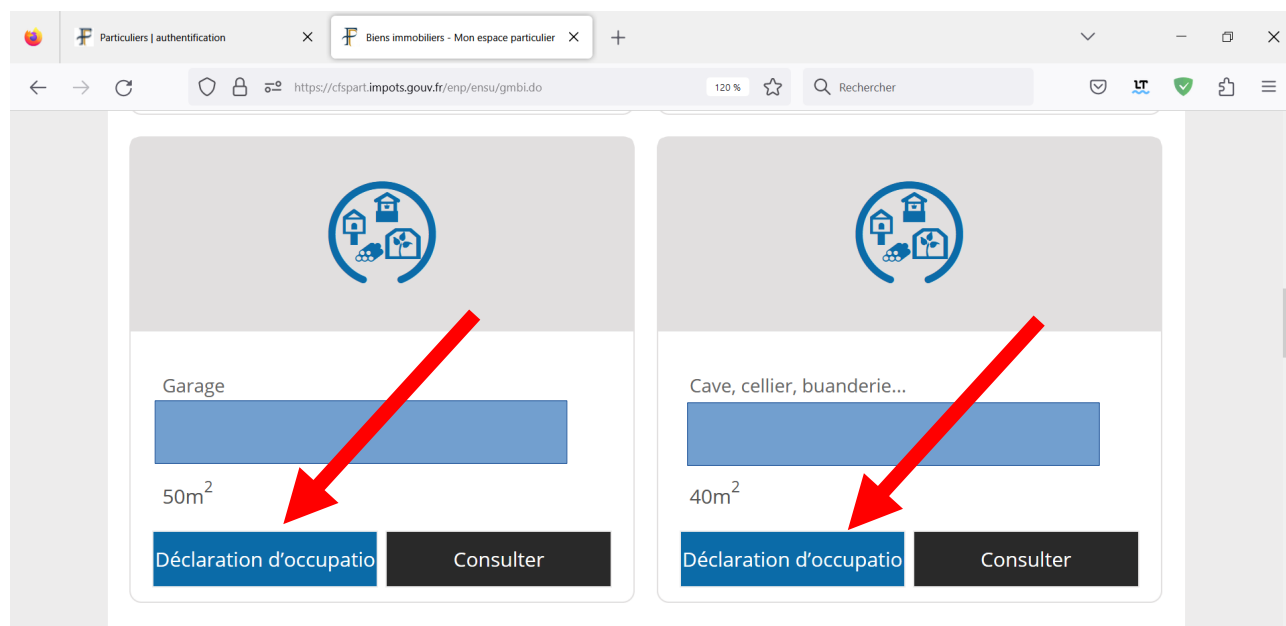 Particuliers | authentification
Biens immobiliers - Mon espace particulier
https://cfspart.impots.gouv.fr/enp/ensu/gmbi.do
120 %
Rechercher
LT
Garage
50m²
Déclaration d’occupatio
Consulter
Cave, cellier, buanderie...
40m²
Déclaration d’occupatio
Consulter